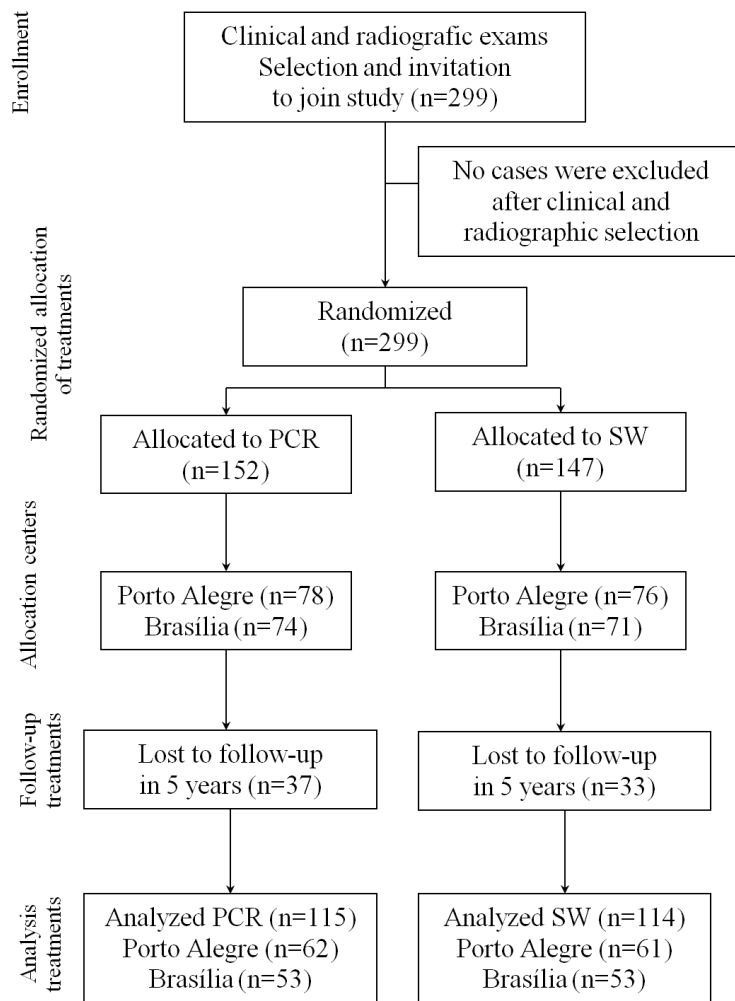 Enrollment
Clinical and radiografic exams
Selection and invitation
to join study (n=299)
No cases were excluded
after clinical and
radiographic selection
Randomized allocation
of treatments
Randomized
(n=299)
Allocated to PCR
(n=152)
Allocated to SW
(n=147)
Allocation centers
Porto Alegre (n=78)
Brasília (n=74)
Porto Alegre (n=76)
Brasília (n=71)
Follow-up
treatments
Lost to follow-up
in 5 years (n=37)
Lost to follow-up
in 5 years (n=33)
Analysis
treatments
Analyzed PCR (n=115)
Porto Alegre (n=62)
Brasília (n=53)
Analyzed SW (n=114)
Porto Alegre (n=61)
Brasília (n=53)